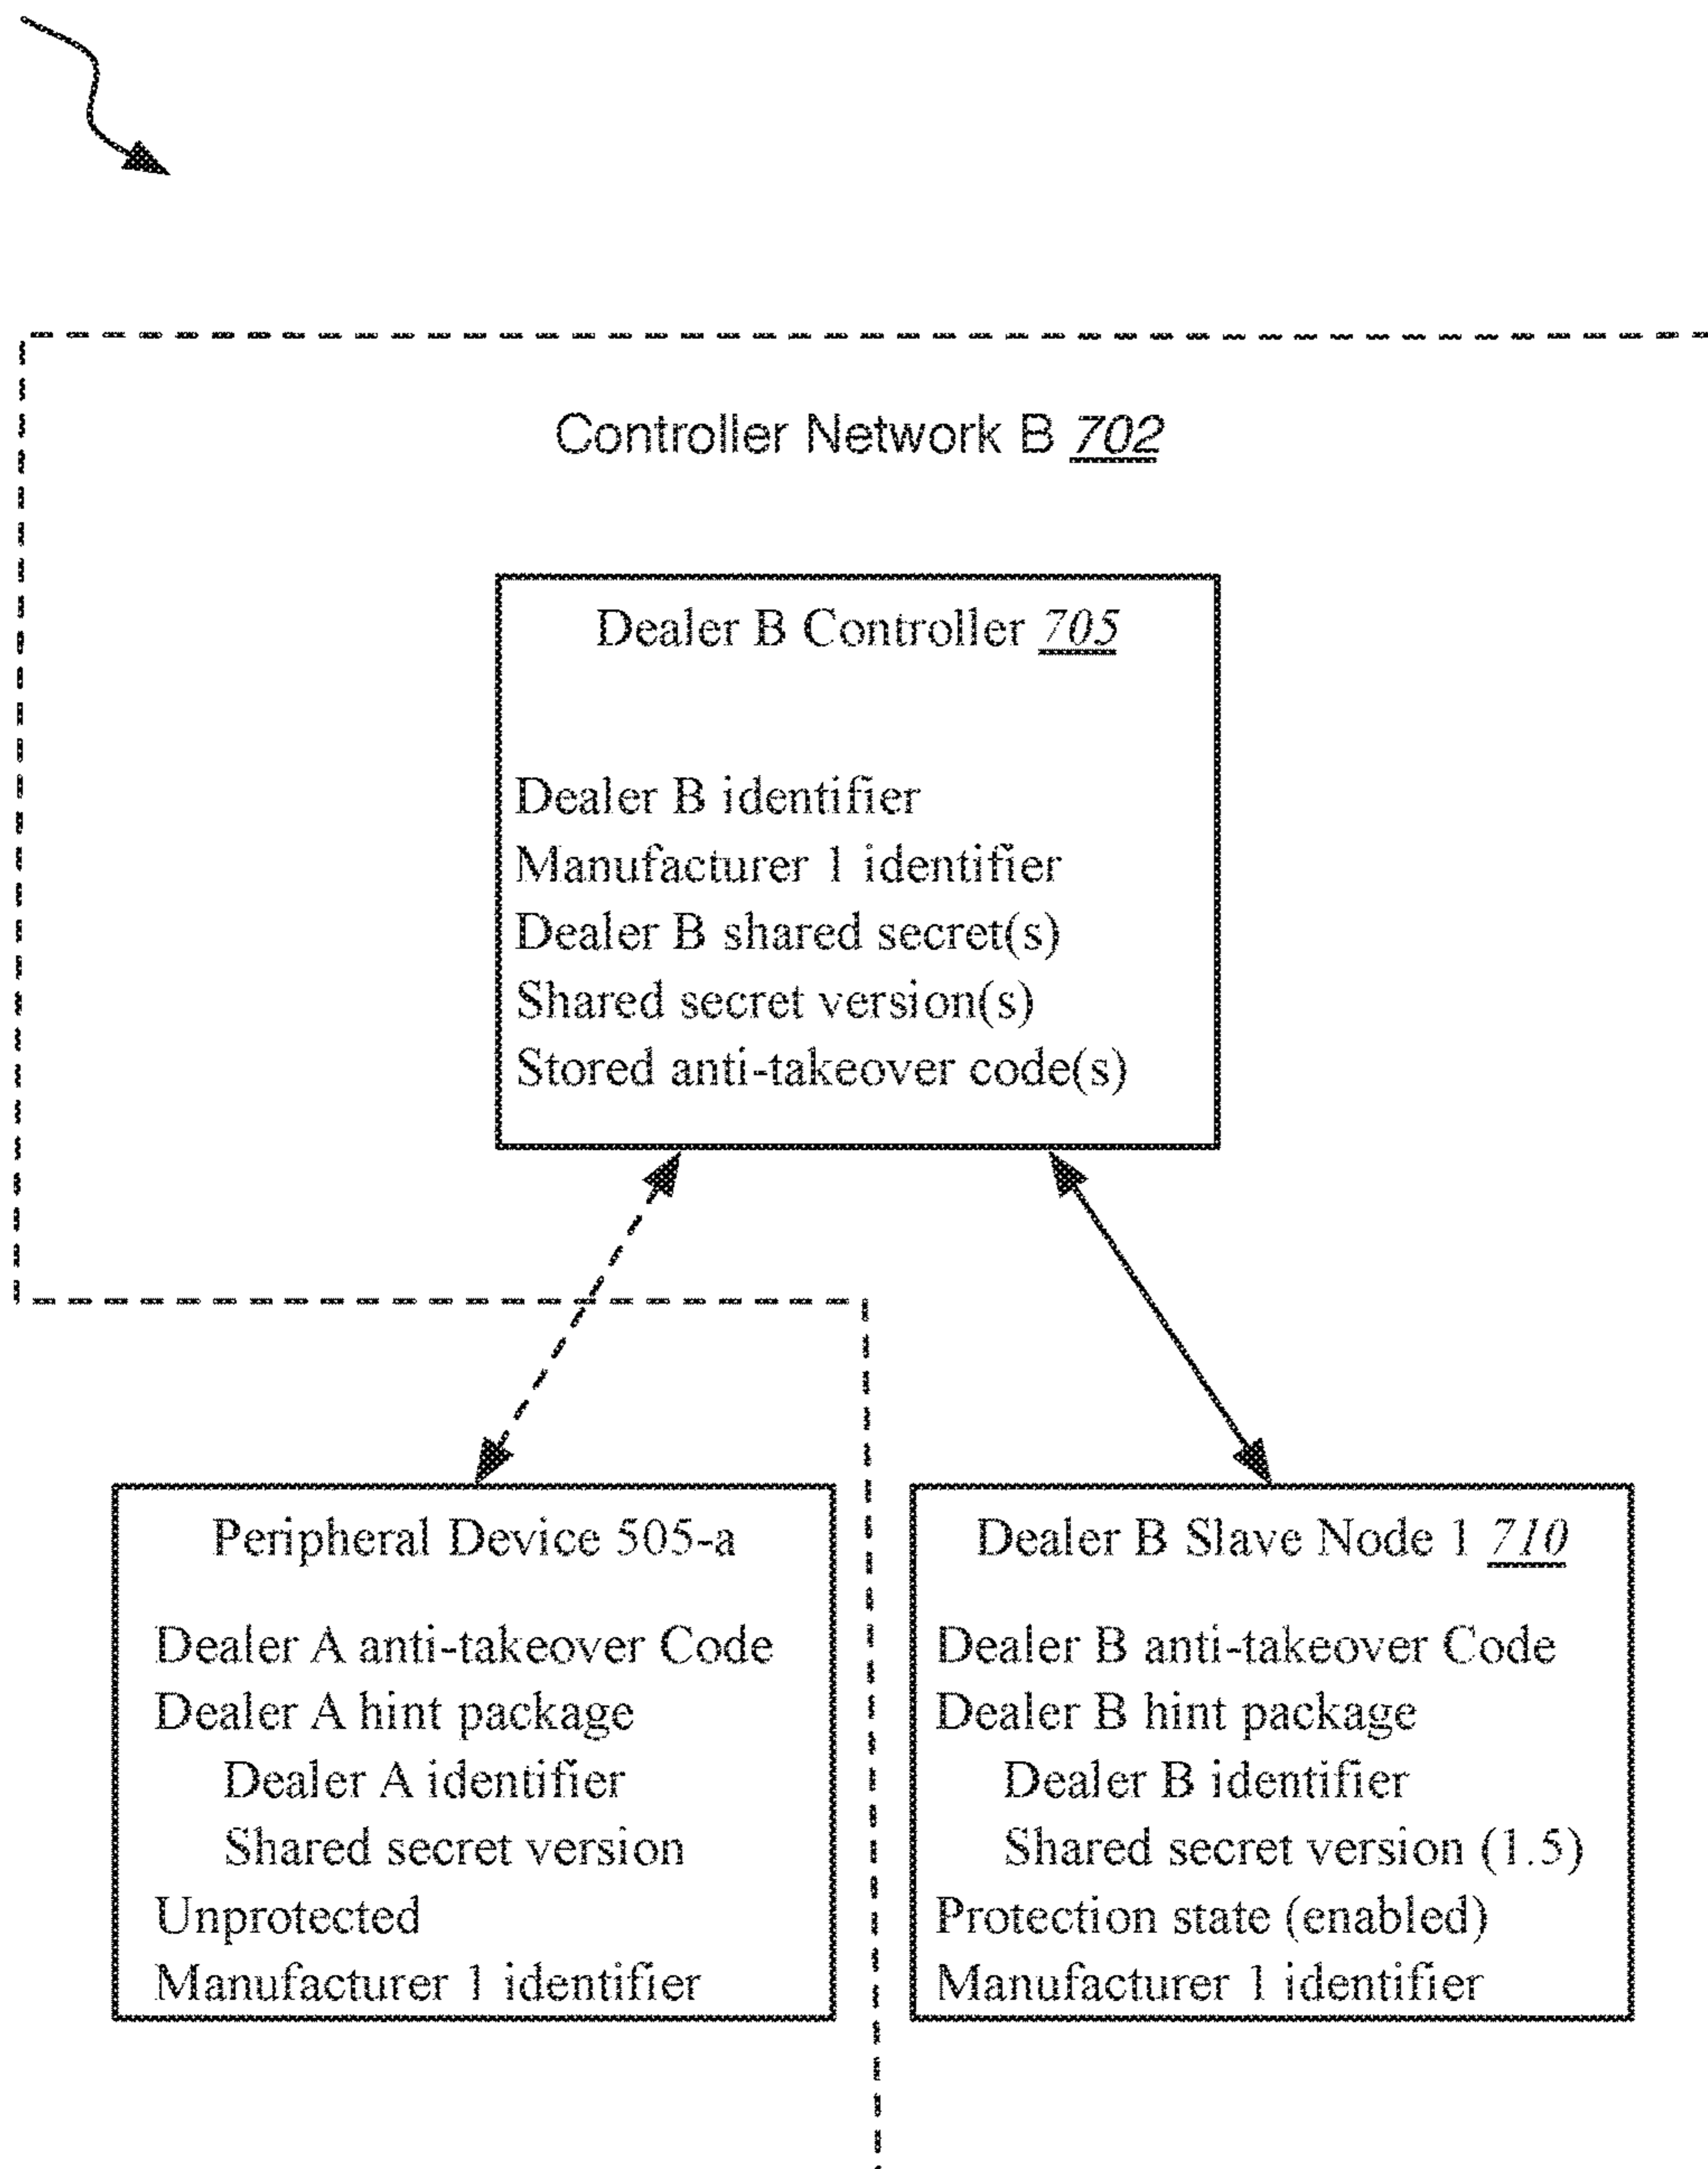 Controller Network B 702
Dealer B Controller 705
Dealer B identifier
Manufacturer 1 identifier
Dealer B shared secret(s)
Shared secret version(s)
Stored anti-takeover code(s)
Peripheral Device 505-a
Dealer A anti-takeover Code
Dealer A hint package
Dealer A identifier
Shared secret version
Unprotected
Manufacturer 1 identifier
Dealer B Slave Node 1 710
Dealer B anti-takeover Code
Dealer B hint package
Dealer B identifier
Shared secret version (1.5)
Protection state (enabled)
Manufacturer 1 identifier